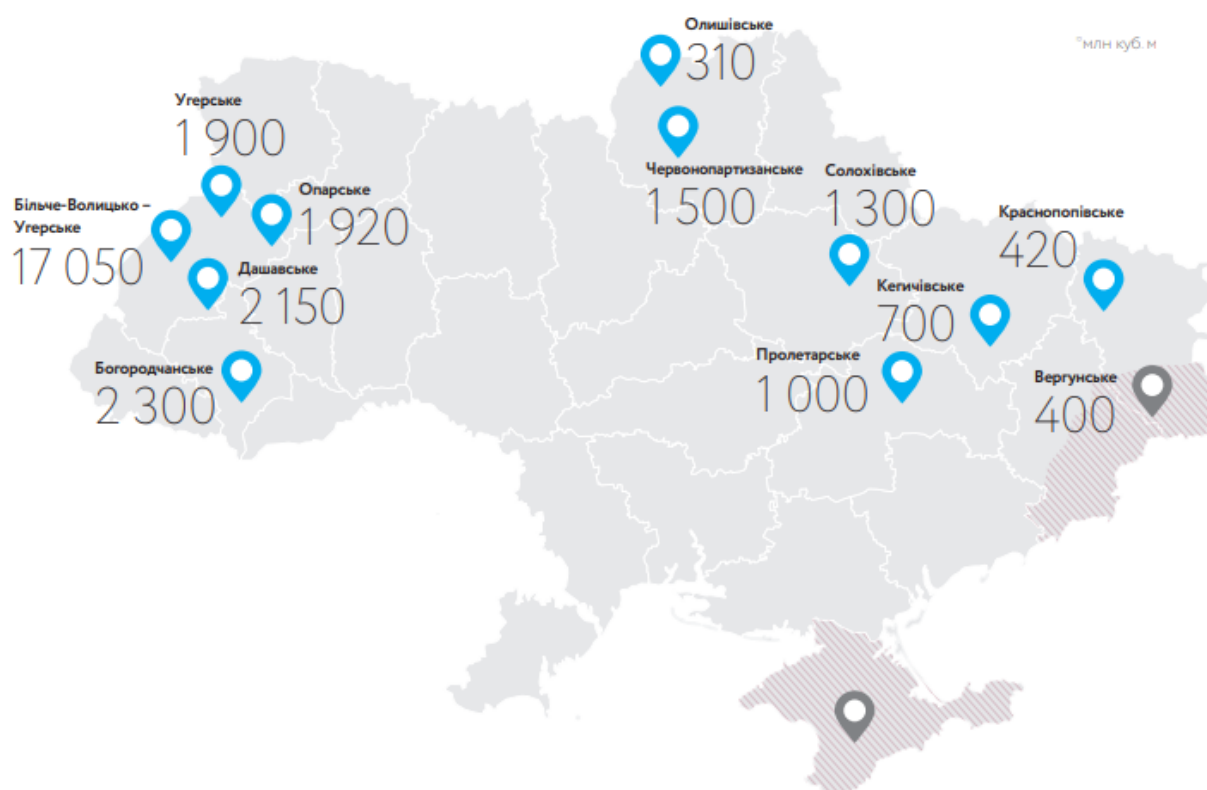 Олишівське
310
*млн куб. м
Угерське
1 900
Червонопартизанське
1 500
Солохівське
1 300
Опарське
1 920
Більче-Волицько –
Угерське
17 050
Краснопопівське
420
Дашавське
2 150
Кегичівське
700
Богородчанське
2 300
Пролетарське
1 000
Вергунське
400